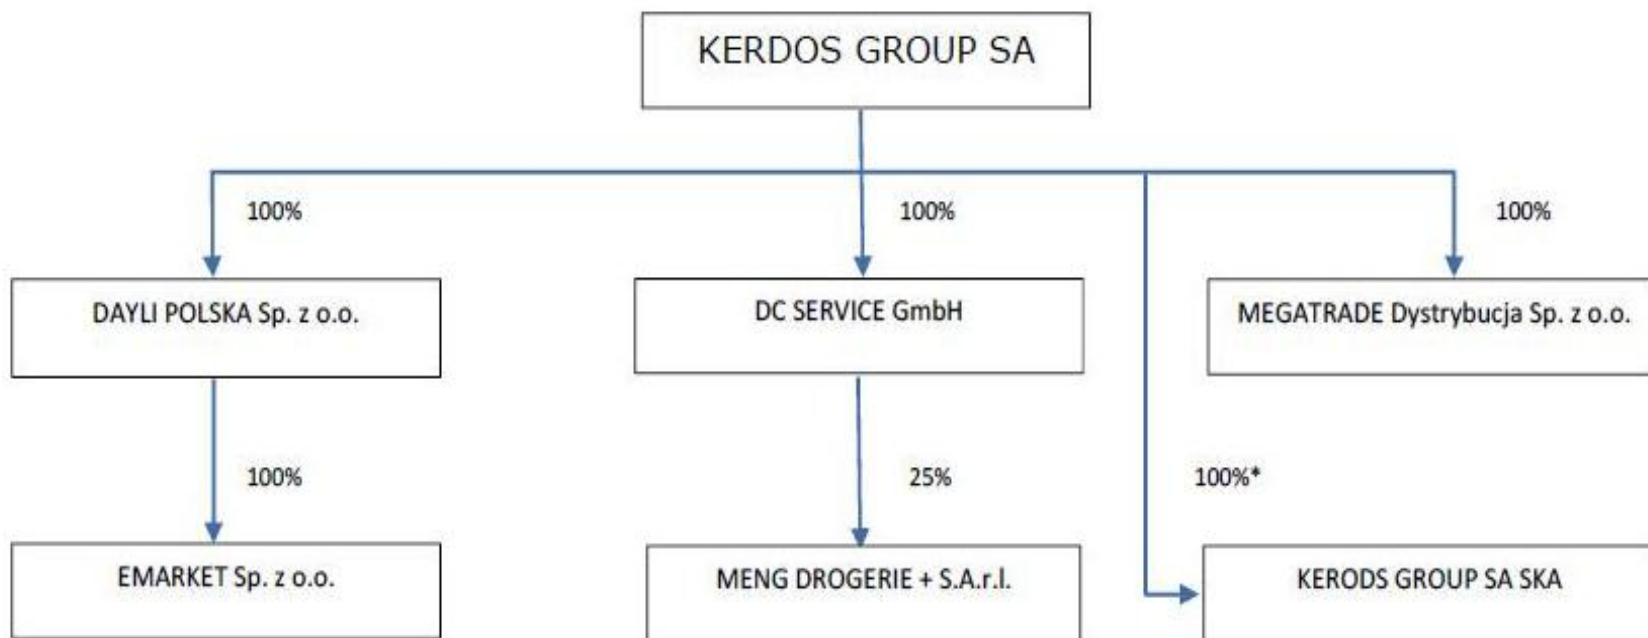 KERDOS GROUP SA
100%
100%
100%
DAYLI POLSKA Sp. z o.o.
DC SERVICE GmbH
MEGATRADE Dystrybucja Sp. z o.o.
100%
25%
100%*
EMARKET Sp. z o.o.
MENG DROGERIE + S.A.r.l.
KERODS GROUP SA SKA